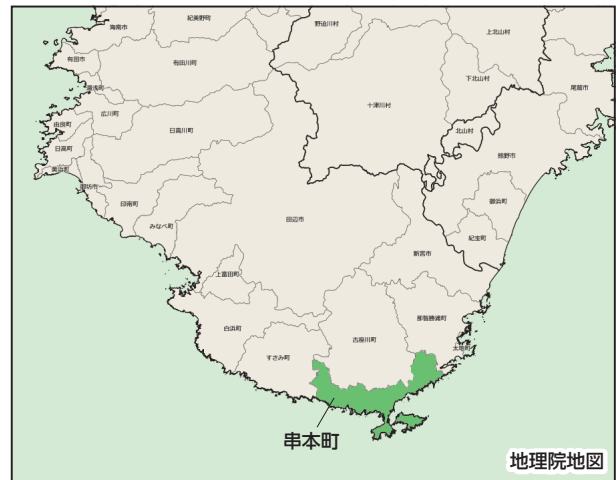 海南市
紀美野町
野迫川村
上北山村
有田市
有田川町
下北山村
尾鷲市
湯浅町
十津川村
広川町
由良町
日高川町
北山村
日高町
熊野市
美浜町
御坊市
御浜町
印南町
田辺市
みなべ町
紀宝町
新宮市
上富田町
那智勝浦町
白浜町
古座川町
太地町
すさみ町
串本町
地理院地図